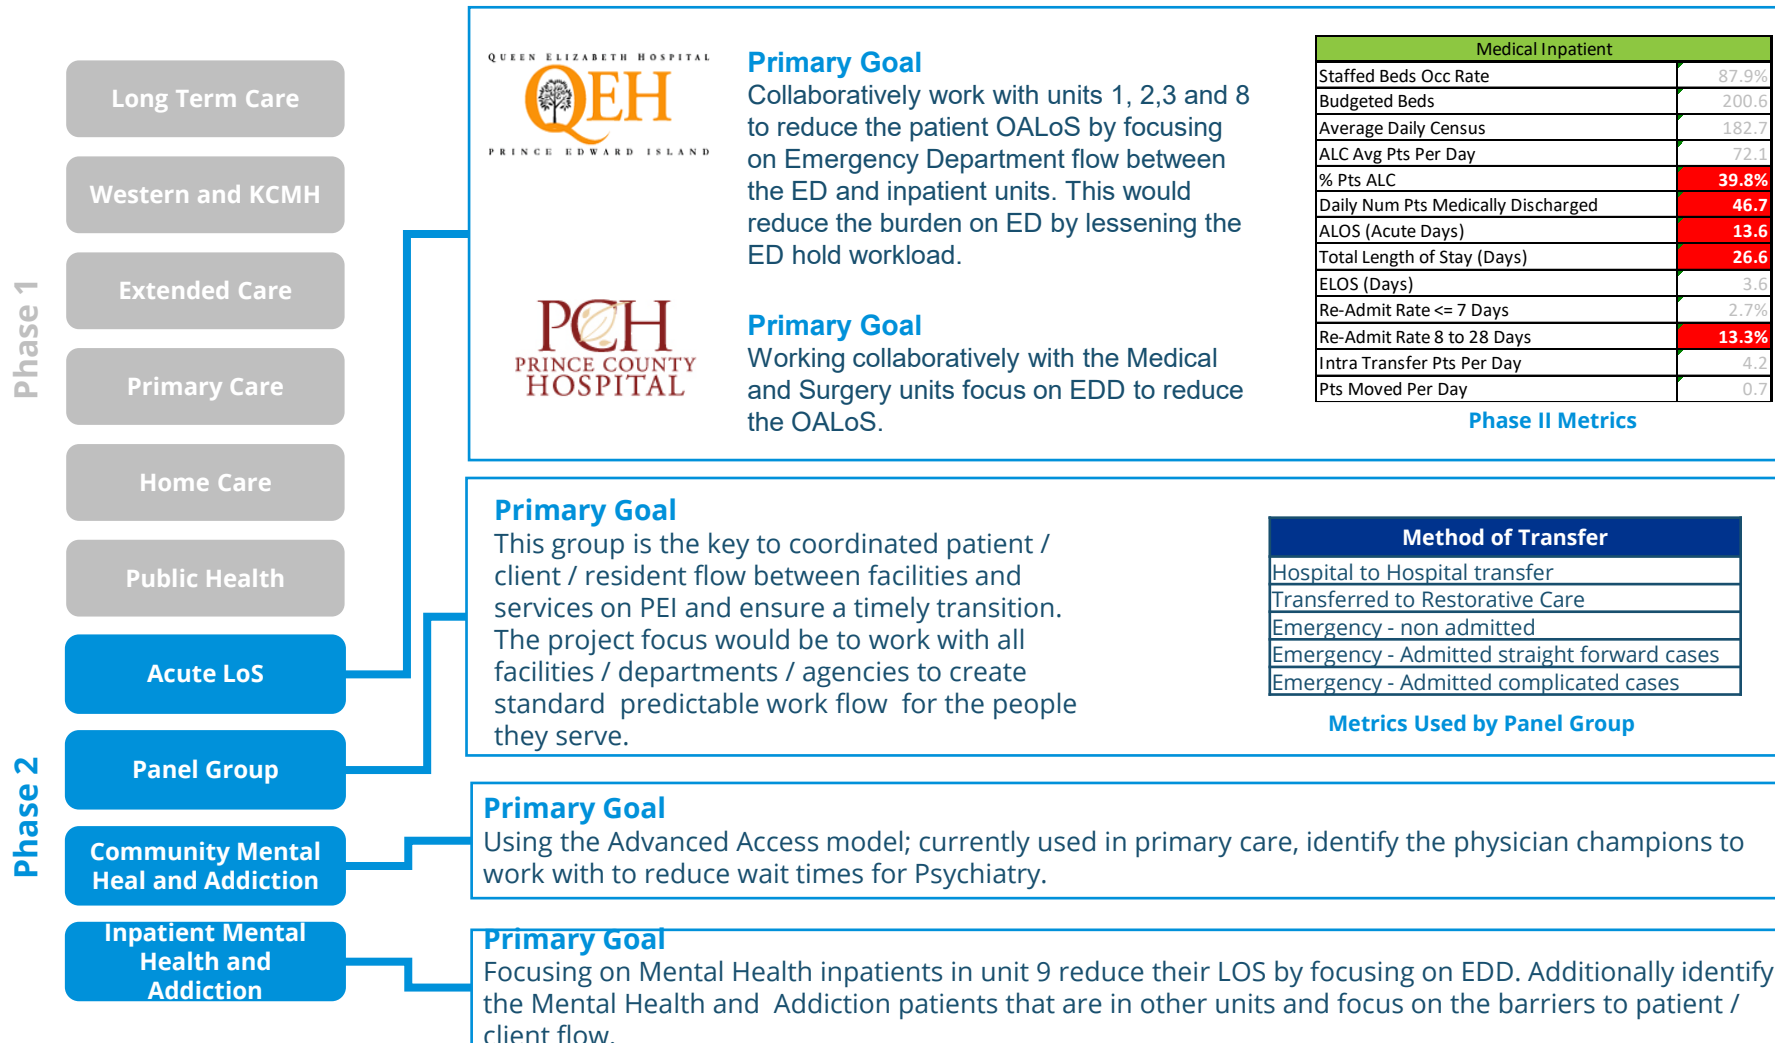 Phase 1
Long Term Care
Western and KCMH
Extended Care
Primary Care
Home Care
Public Health
Phase 2
Acute LoS
Panel Group
Community Mental
Heal and Addiction
Inpatient Mental
Health and
Addiction
QUEEN ELIZABETH HOSPITAL
QEH
PRINCE EDWARD ISLAND
Primary Goal
Collaboratively work with units 1, 2,3 and 8
to reduce the patient OALoS by focusing
on Emergency Department flow between
the ED and inpatient units. This would
reduce the burden on ED by lessening the
ED hold workload.
PCH
PRINCE COUNTY
HOSPITAL
Primary Goal
Working collaboratively with the Medical
and Surgery units focus on EDD to reduce
the OALoS.
Medical Inpatient
Staffed Beds Occ Rate 87.9%
Budgeted Beds 200.6
Average Daily Census 182.7
ALC Avg Pts Per Day 72.1
% Pts ALC 39.8%
Daily Num Pts Medically Discharged 46.7
ALOS (Acute Days) 13.6
Total Length of Stay (Days) 26.6
ELOS (Days) 3.6
Re-Admit Rate <= 7 Days 2.7%
Re-Admit Rate 8 to 28 Days 13.3%
Intra Transfer Pts Per Day 4.2
Pts Moved Per Day 0.7
Phase II Metrics
Primary Goal
This group is the key to coordinated patient /
client / resident flow between facilities and
services on PEI and ensure a timely transition.
The project focus would be to work with all
facilities / departments / agencies to create
standard  predictable work flow  for the people
they serve.
Method of Transfer
Hospital to Hospital transfer
Transferred to Restorative Care
Emergency - non admitted
Emergency - Admitted straight forward cases
Emergency - Admitted complicated cases
Metrics Used by Panel Group
Primary Goal
Using the Advanced Access model; currently used in primary care, identify the physician champions to
work with to reduce wait times for Psychiatry.
Primary Goal
Focusing on Mental Health inpatients in unit 9 reduce their LOS by focusing on EDD. Additionally identify
the Mental Health and  Addiction patients that are in other units and focus on the barriers to patient /
client flow.